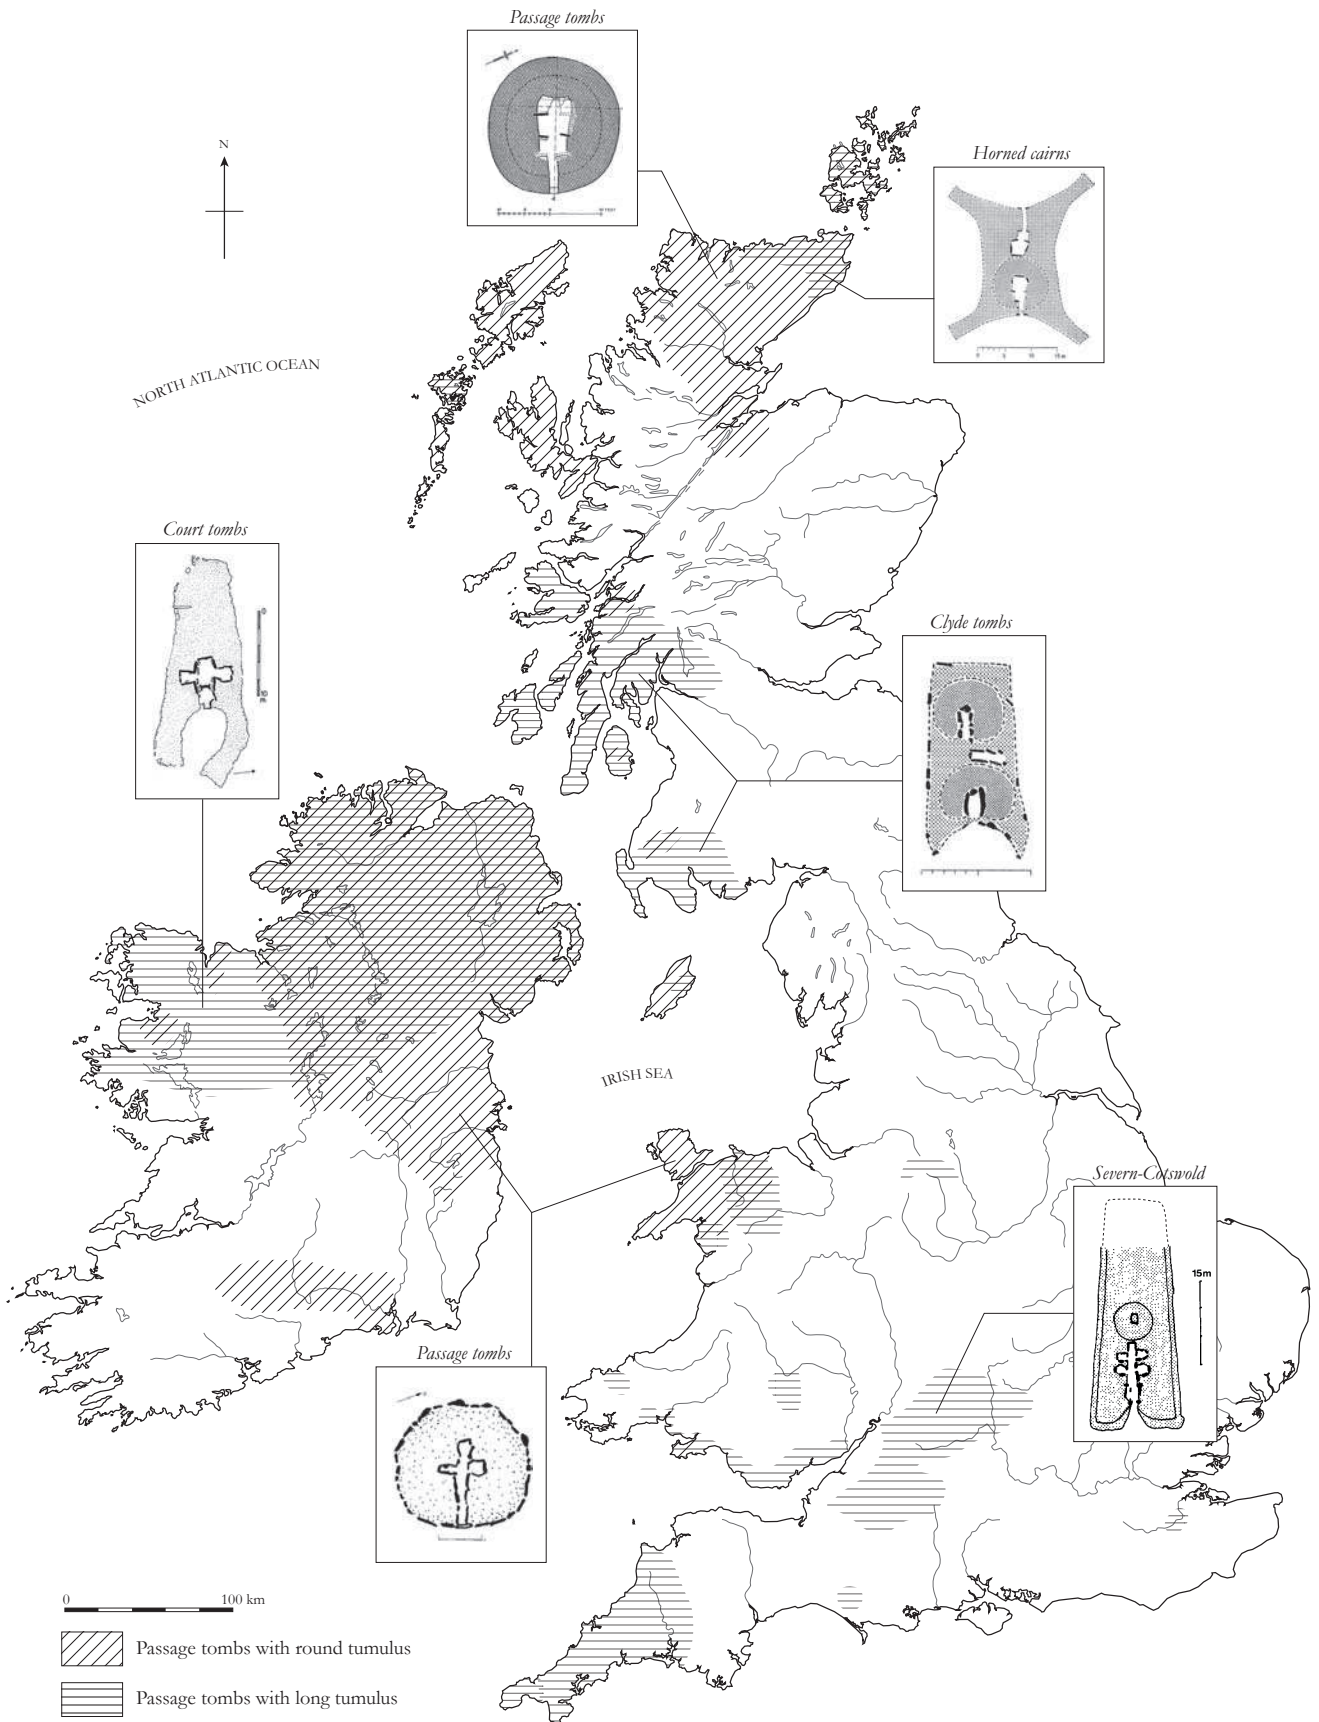 Passage tombs
Horned cairns
N
NORTH ATLANTIC OCEAN
Court tombs
Clyde tombs
IRISH SEA
Severn-Cotswold
15m
Passage tombs
0 100 km
Passage tombs with round tumulus
Passage tombs with long tumulus